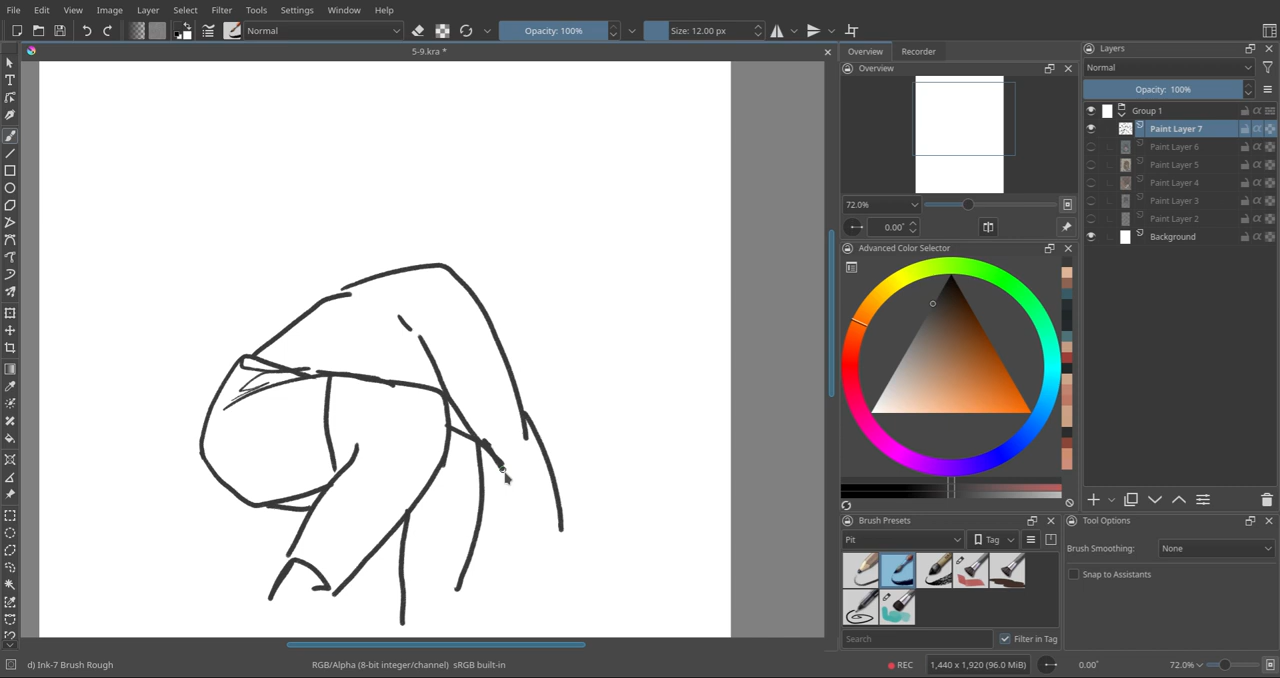 File Edit View Image Layer Select Filter Tools Settings Window Help
Normal Opacity: 100% Size: 12.00 px
5-9.kra *
Overview Recorder
Overview
72.0%
0.00°
Advanced Color Selector
Brush Presets
Pit Tag
Search Filter in Tag
Layers
Normal
Opacity: 100%
Group 1
Paint Layer 7
Paint Layer 6
Paint Layer 5
Paint Layer 4
Paint Layer 3
Paint Layer 2
Background
Tool Options
Brush Smoothing: None
Snap to Assistants
d) Ink-7 Brush Rough RGB/Alpha (8-bit integer/channel) sRGB built-in REC 1,440 x 1,920 (96.0 MiB) 0.00° 72.0%